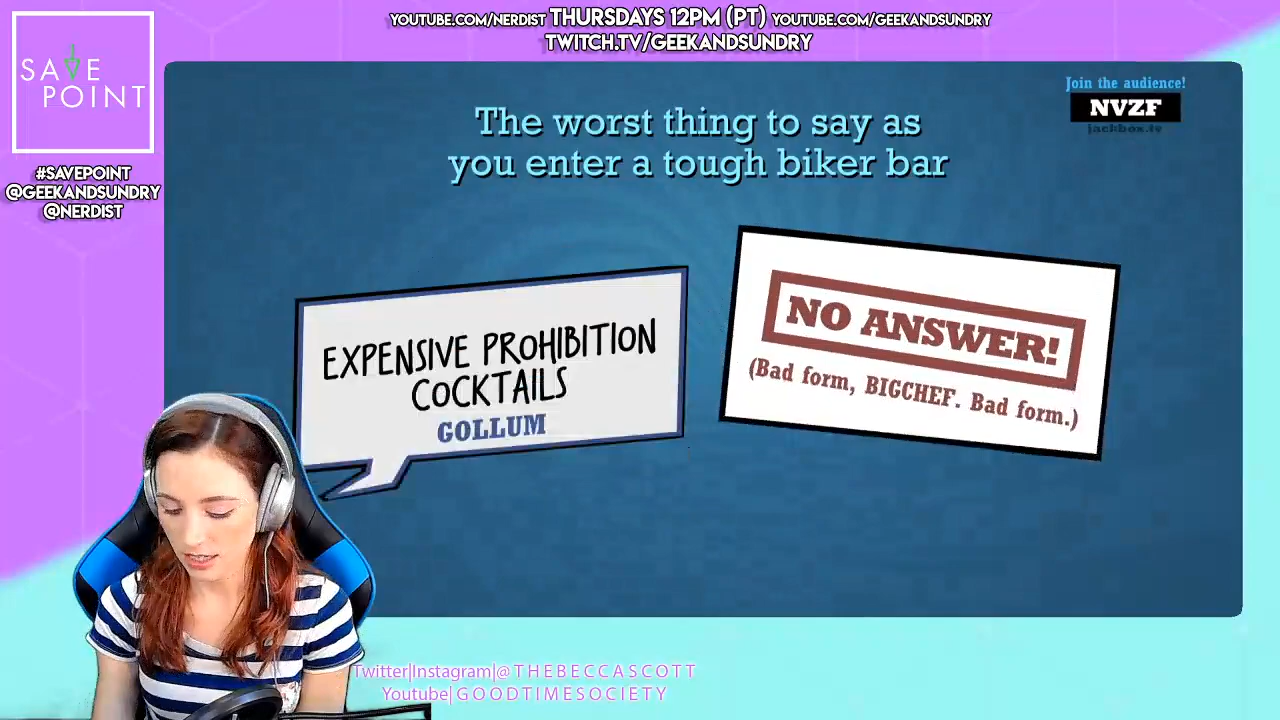 YOUTUBE.COM/NERDIST THURSDAYS 12PM (PT) YOUTUBE.COM/GEEKANDSUNDRY
TWITCH.TV/GEEKANDSUNDRY
SAVE
POINT
#SAVEPOINT
@GEEKANDSUNDRY
@NERDIST
Join the audience!
NVZF
jackbox.tv
The worst thing to say as
you enter a tough biker bar
EXPENSIVE PROHIBITION
COCKTAILS
GOLLUM
NO ANSWER!
(Bad form, BIGCHEF. Bad form.)
Twitter|Instagram|@THEBECCASCOTT
Youtube|GOODTIMESOCIETY